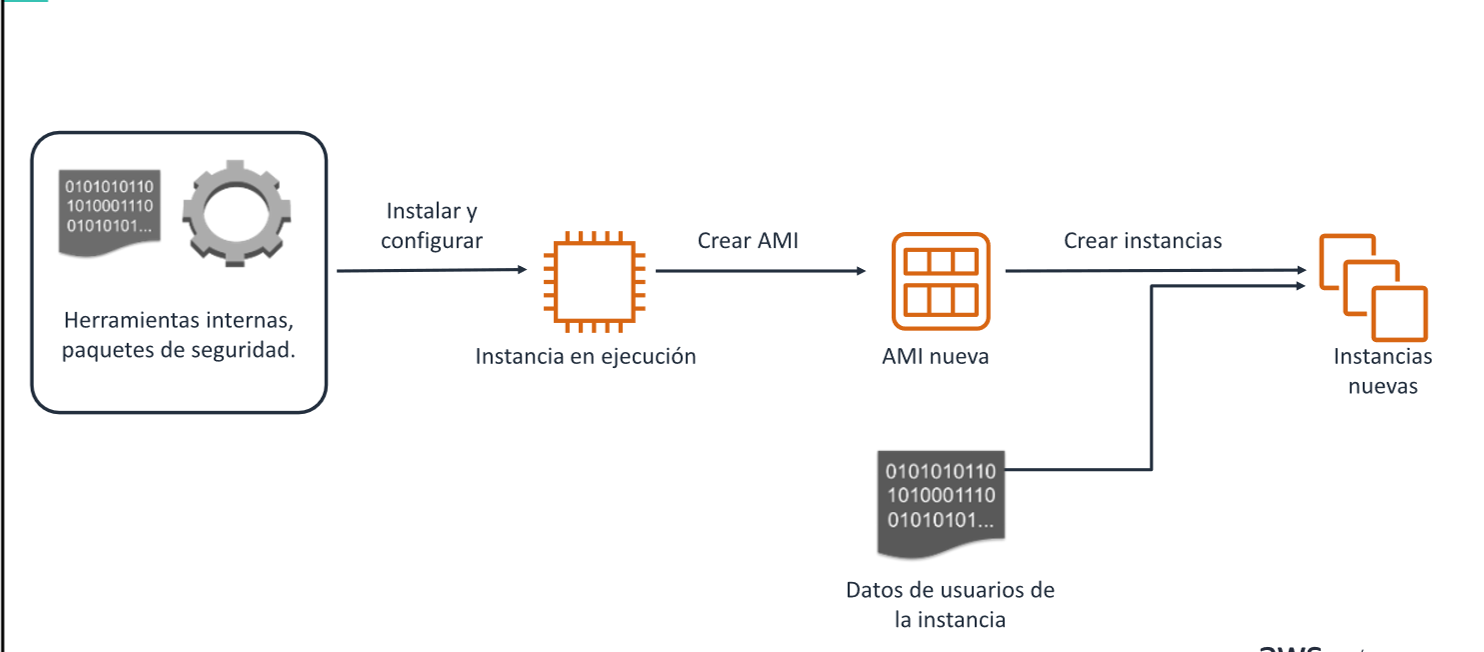 0101010110
1010001110
01010101...
Herramientas internas,
paquetes de seguridad.
Instalar y
configurar
Instancia en ejecución
Crear AMI
AMI nueva
Crear instancias
Instancias
nuevas
0101010110
1010001110
01010101...
Datos de usuarios de
la instancia
aws